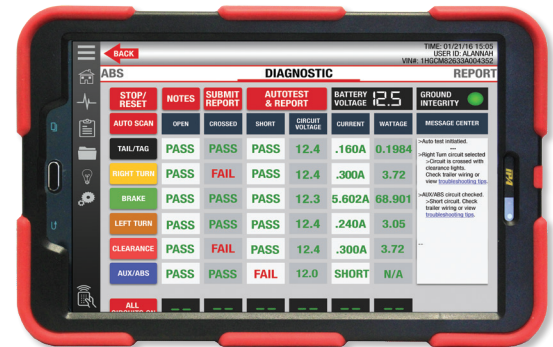 TIME: 01/21/16 15:05
USER ID: ALANNAH
VIN#: 1HGCM82633A004352
BACK
ABS DIAGNOSTIC REPORT
STOP/ RESET NOTES SUBMIT REPORT AUTOTEST & REPORT BATTERY VOLTAGE 12.5 GROUND INTEGRITY
AUTO SCAN OPEN CROSSED SHORT CIRCUIT VOLTAGE CURRENT WATTAGE MESSAGE CENTER
TAIL/TAG PASS PASS PASS 12.4 .160A 0.1984
RIGHT TURN PASS FAIL PASS 12.4 .300A 3.72
BRAKE PASS PASS PASS 12.3 5.602A 68.901
LEFT TURN PASS PASS PASS 12.4 .240A 3.05
CLEARANCE PASS FAIL PASS 12.4 .300A 3.72
AUX/ABS PASS PASS FAIL 12.0 SHORT N/A
ALL
CIRCUITS ON
>Auto test initiated.
---
>Right Turn circuit selected
>Circuit is crossed with
clearance lights.
Check trailer wiring or
view troubleshooting tips.
>AUX/ABS circuit checked.
>Short circuit. Check
trailer wiring or view
troubleshooting tips.
...
IPA